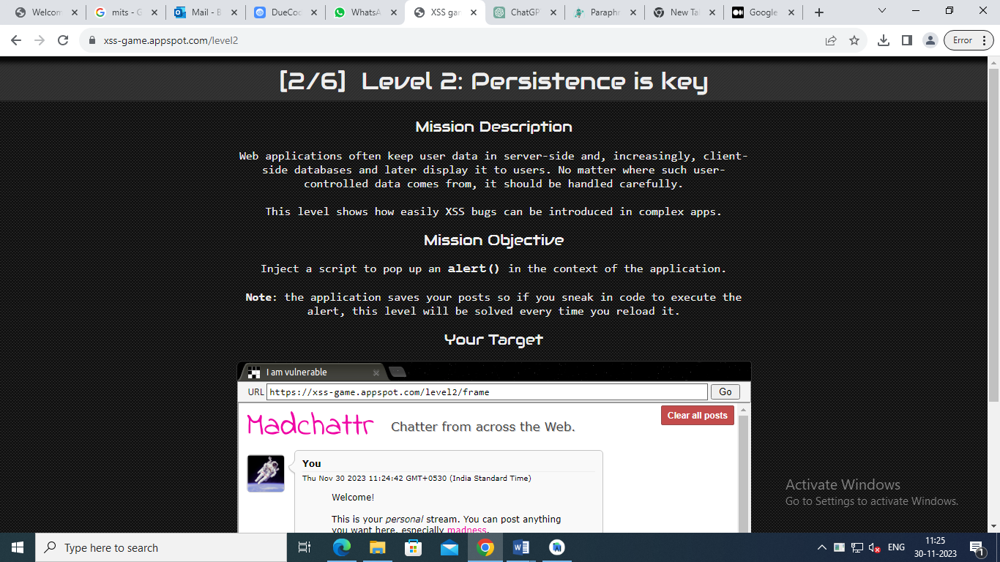 Welcom
mits - G
Mail - B
DueCo
WhatsA
XSS gar
ChatGP
Paraphr
New Tal
Google
xss-game.appspot.com/level2
Error
[2/6] Level 2: Persistence is key
Mission Description
Web applications often keep user data in server-side and, increasingly, client-
side databases and later display it to users. No matter where such user-
controlled data comes from, it should be handled carefully.
This level shows how easily XSS bugs can be introduced in complex apps.
Mission Objective
Inject a script to pop up an alert() in the context of the application.
Note: the application saves your posts so if you sneak in code to execute the
alert, this level will be solved every time you reload it.
Your Target
I am vulnerable
URL https://xss-game.appspot.com/level2/frame Go
Madchattr Chatter from across the Web. Clear all posts
You
Thu Nov 30 2023 11:24:42 GMT+0530 (India Standard Time)
Welcome!
This is your personal stream. You can post anything
you want here, especially madness.
Activate Windows
Go to Settings to activate Windows.
Type here to search
ENG
11:25
30-11-2023
1